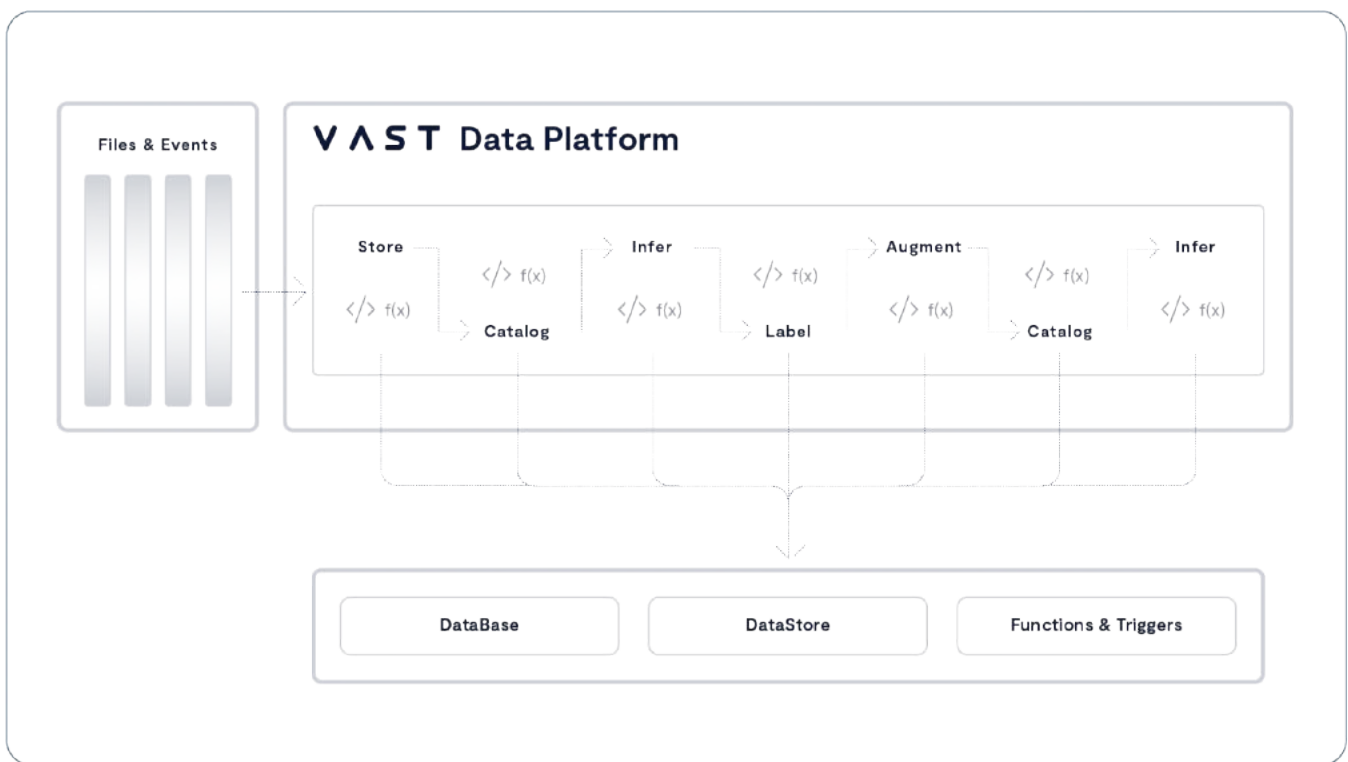 Files & Events
VAST Data Platform
Store
Infer
Augment
Infer
</> f(x)
</> f(x)
</> f(x)
</> f(x)
</> f(x)
</> f(x)
</> f(x)
Catalog
Label
Catalog
DataBase
DataStore
Functions & Triggers